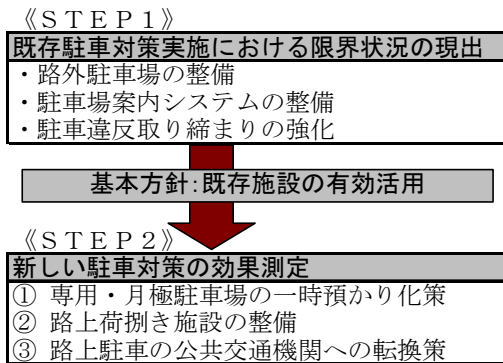 《ＳＴＥＰ１》
既存駐車対策実施における限界状況の現出
・路外駐車場の整備
・駐車場案内システムの整備
・駐車違反取り締まりの強化
基本方針:既存施設の有効活用
《ＳＴＥＰ２》
新しい駐車対策の効果測定
① 専用・月極駐車場の一時預かり化策
② 路上荷捌き施設の整備
③ 路上駐車の公共交通機関への転換策